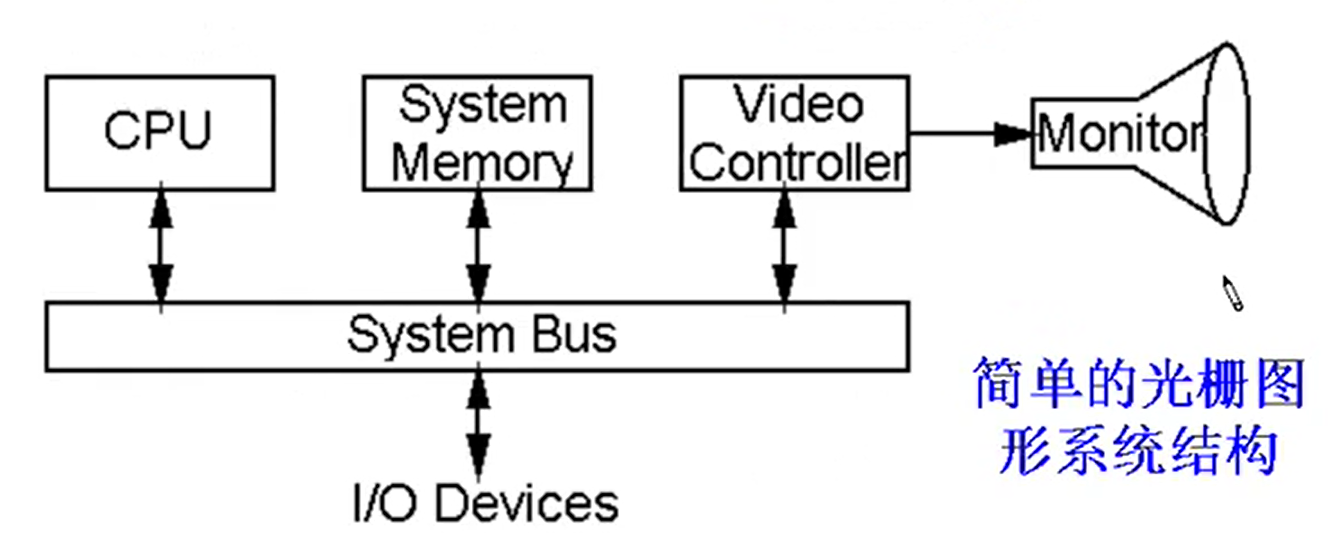 CPU
System
Memory
Video
Controller
Monitor
System Bus
I/O Devices
简单的光栅图
形系统结构